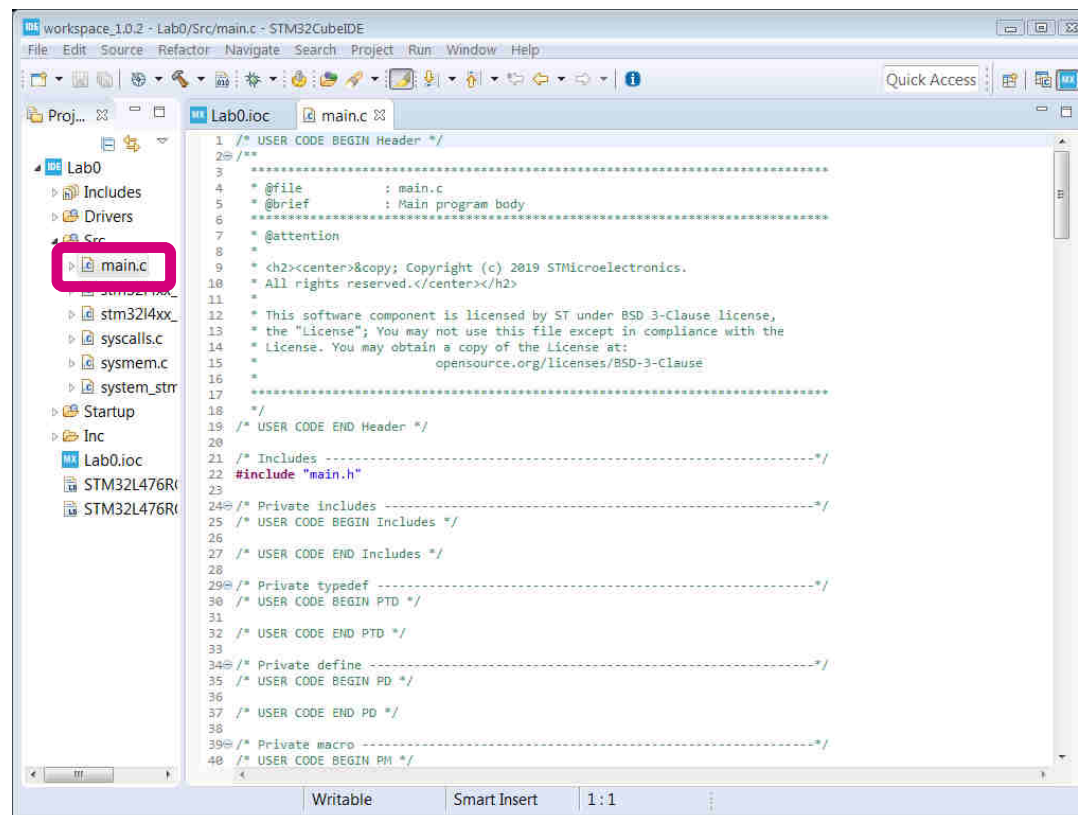 IDE workspace_1.0.2 - Lab0/Src/main.c - STM32CubeIDE
File Edit Source Refactor Navigate Search Project Run Window Help
Quick Access
Proj...
MX Lab0.ioc
main.c
IDE Lab0
Includes
Drivers
Src
main.c
stm32l4xx_
stm32l4xx_
syscalls.c
sysmem.c
system_stm
Startup
Inc
MX Lab0.ioc
STM32L476R
STM32L476R
1 /* USER CODE BEGIN Header */
2 /**
3 ******************************************************************************
4 * @file : main.c
5 * @brief : Main program body
6 ******************************************************************************
7 * @attention
8 *
9 * <h2><center>&copy; Copyright (c) 2019 STMicroelectronics.
10 * All rights reserved.</center></h2>
11 *
12 * This software component is licensed by ST under BSD 3-Clause license,
13 * the "License"; You may not use this file except in compliance with the
14 * License. You may obtain a copy of the License at:
15 * opensource.org/licenses/BSD-3-Clause
16 *
17 ******************************************************************************
18 */
19 /* USER CODE END Header */
20
21 /* Includes ------------------------------------------------------------------*/
22 #include "main.h"
23
24 /* Private includes ----------------------------------------------------------*/
25 /* USER CODE BEGIN Includes */
26
27 /* USER CODE END Includes */
28
29 /* Private typedef -----------------------------------------------------------*/
30 /* USER CODE BEGIN PTD */
31
32 /* USER CODE END PTD */
33
34 /* Private define ------------------------------------------------------------*/
35 /* USER CODE BEGIN PD */
36
37 /* USER CODE END PD */
38
39 /* Private macro -------------------------------------------------------------*/
40 /* USER CODE BEGIN PM */
Writable Smart Insert 1 : 1